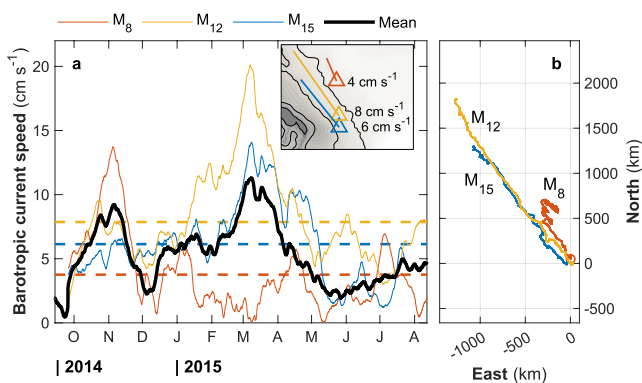 M8 M12 M15 Mean
a
Barotropic current speed (cm s-1)
20
15
10
5
0
4 cm s-1
8 cm s-1
6 cm s-1
O N D J F M A M J J A
| 2014 | 2015
b
M12
M15
M8
2000
1500
1000
500
0
-500
North (km)
-1000 -500 0
East (km)